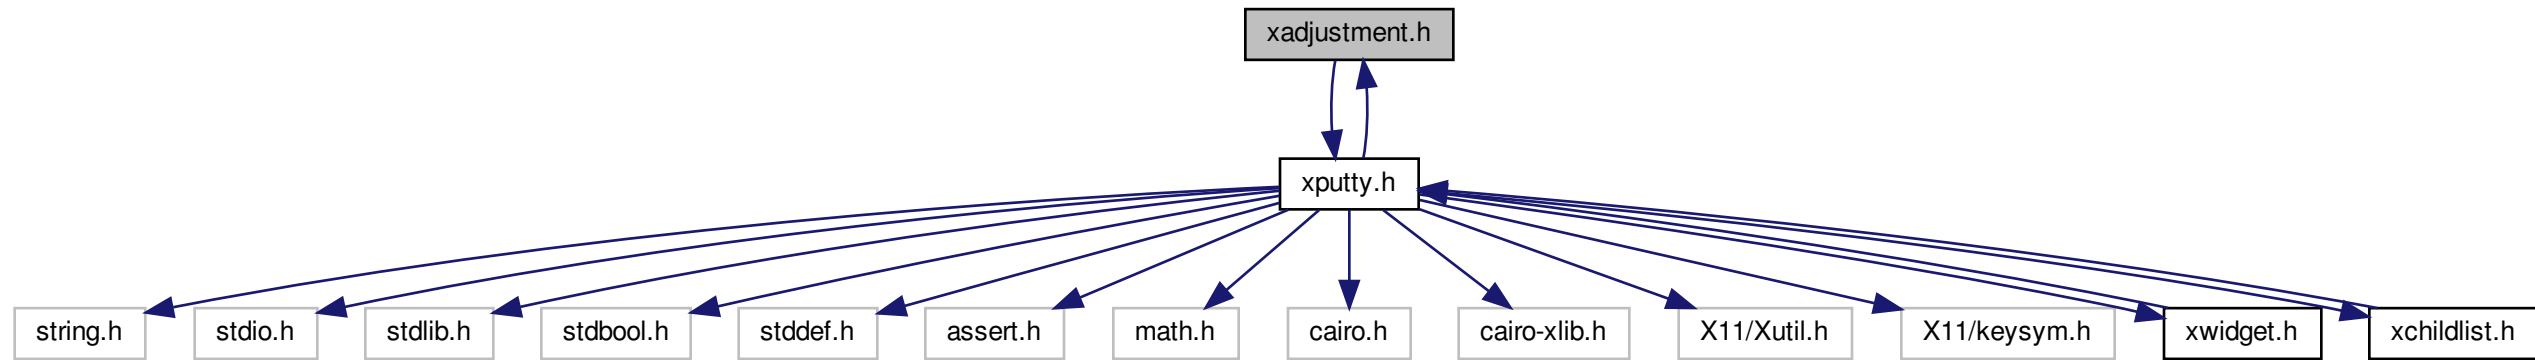 xadjustment.h
xputty.h
string.h
stdio.h
stdlib.h
stdbool.h
stddef.h
assert.h
math.h
cairo.h
cairo-xlib.h
X11/Xutil.h
X11/keysym.h
xwidget.h
xchildlist.h